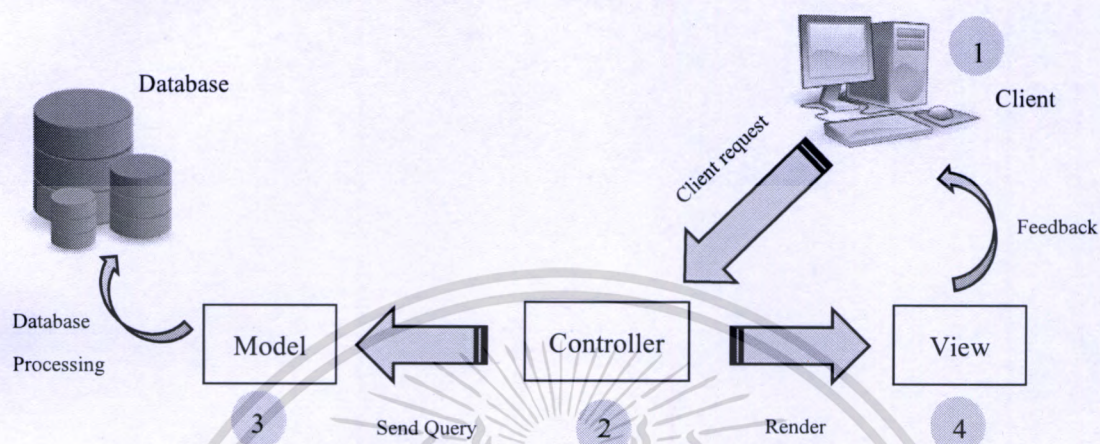 1
Database
Client
Client request
Feedback
Database
Processing
Model
Controller
View
3
Send Query
2
Render
4